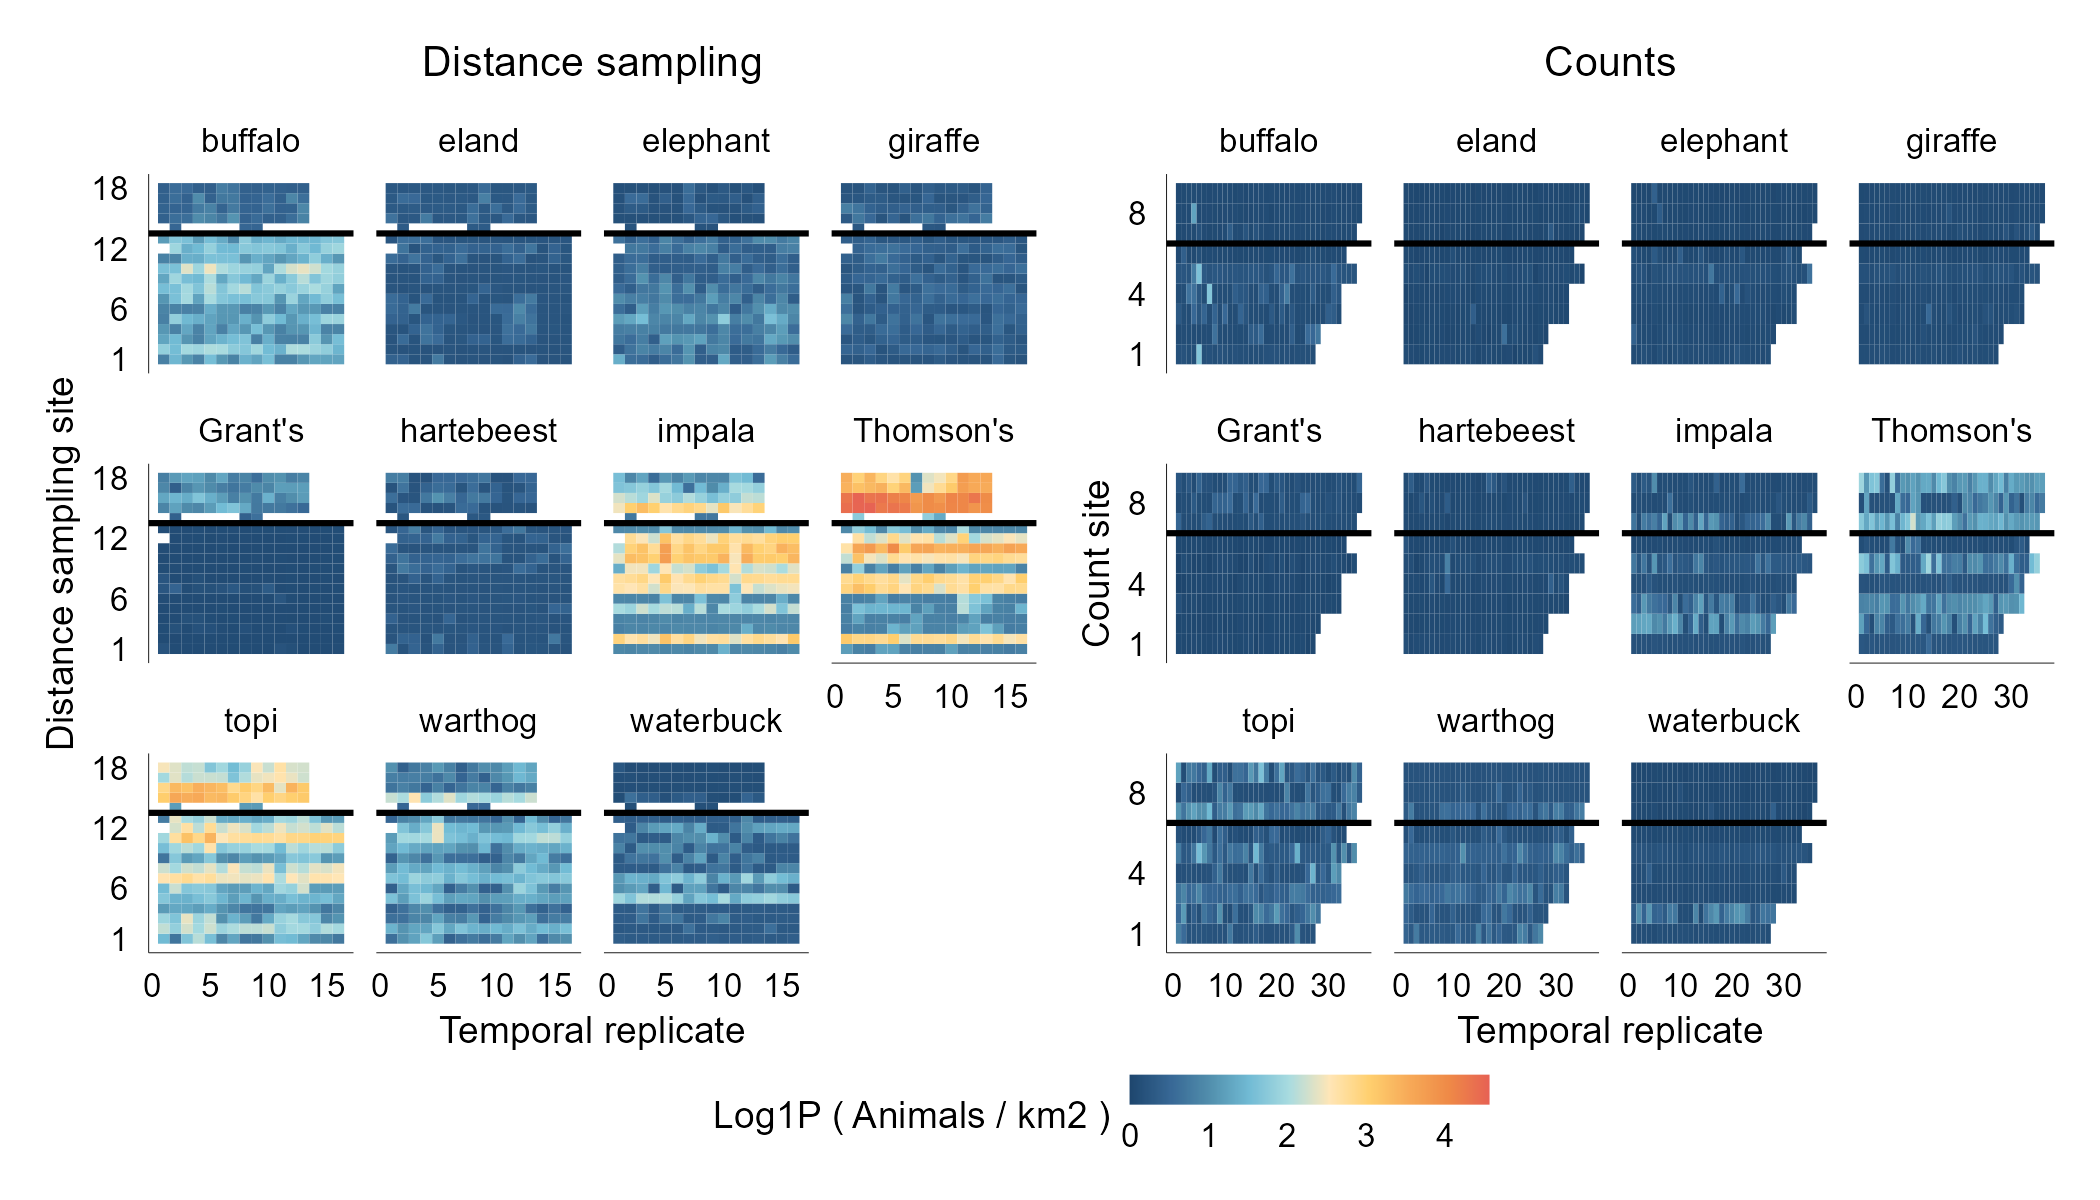 Distance sampling
Counts
buffalo eland elephant giraffe
buffalo eland elephant giraffe
18
12
6
1
8
4
1
Grant's hartebeest impala Thomson's
Grant's hartebeest impala Thomson's
18
12
6
1
8
4
1
0 5 10 15
0 10 20 30
topi warthog waterbuck
topi warthog waterbuck
18
12
6
1
8
4
1
0 5 10 15 0 5 10 15 0 5 10 15
0 10 20 30 0 10 20 30 0 10 20 30
Distance sampling site
Count site
Temporal replicate
Temporal replicate
Log1P ( Animals / km2 )
0 1 2 3 4